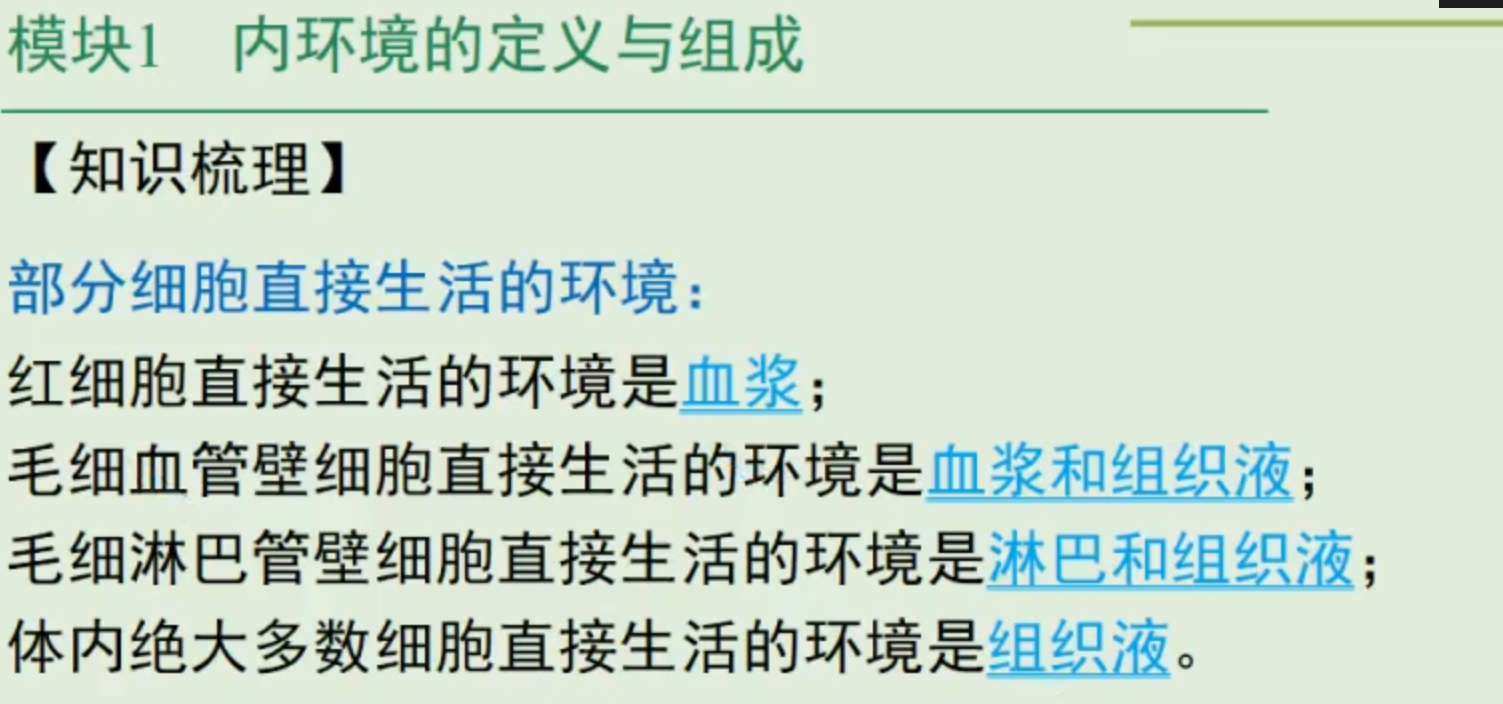 模块1　内环境的定义与组成
【知识梳理】
部分细胞直接生活的环境：
红细胞直接生活的环境是血浆；
毛细血管壁细胞直接生活的环境是血浆和组织液；
毛细淋巴管壁细胞直接生活的环境是淋巴和组织液；
体内绝大多数细胞直接生活的环境是组织液。